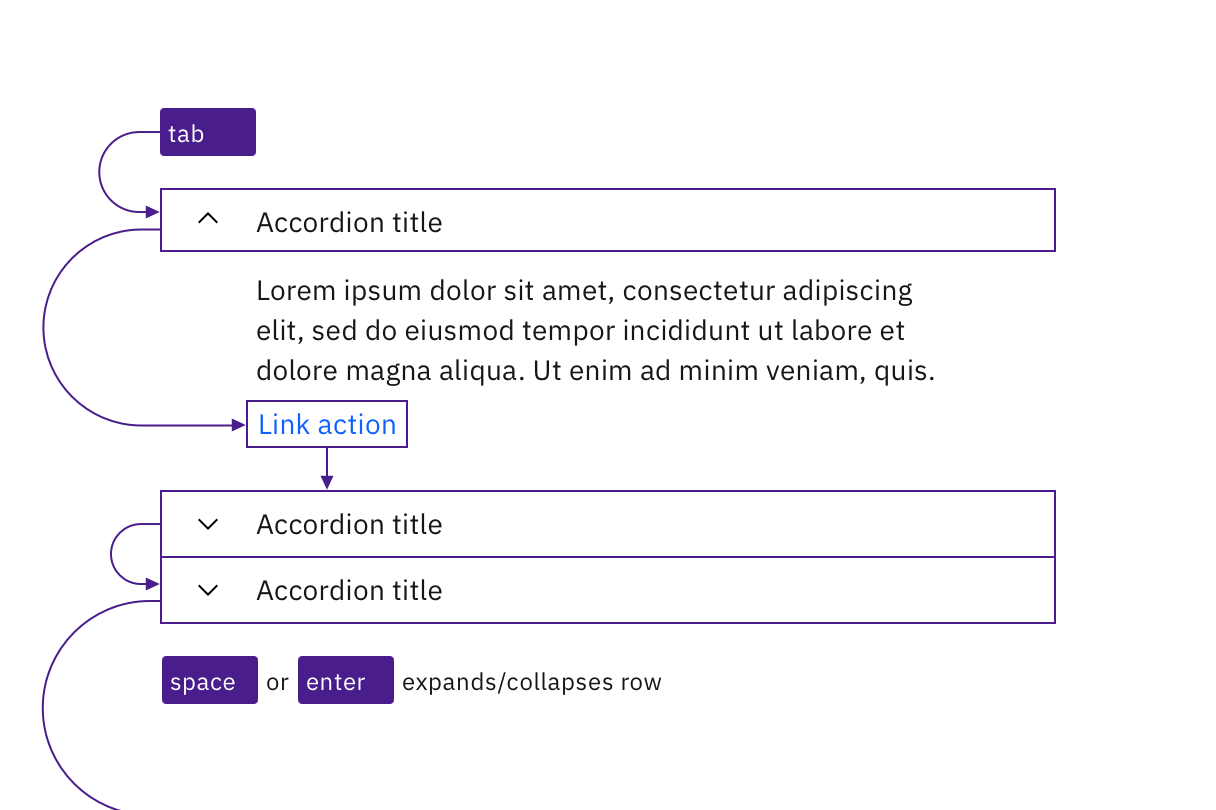 tab
Accordion title
Lorem ipsum dolor sit amet, consectetur adipiscing
elit, sed do eiusmod tempor incididunt ut labore et
dolore magna aliqua. Ut enim ad minim veniam, quis.
Link action
Accordion title
Accordion title
space or enter expands/collapses row